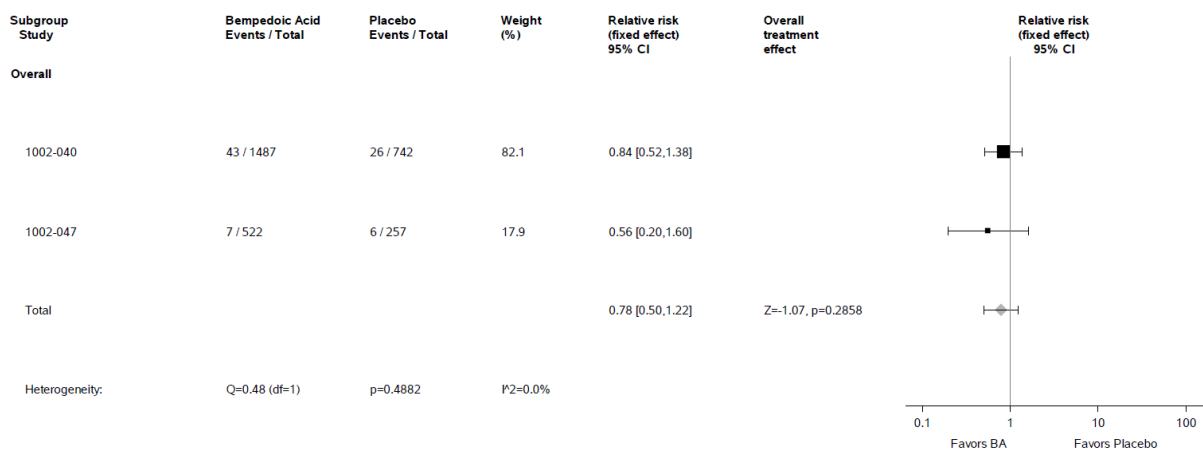 Subgroup Bempedoic Acid Placebo Weight Relative risk Overall Relative risk
Study Events / Total Events / Total (%) (fixed effect) treatment (fixed effect)
95% CI effect 95% CI
Overall
1002-040 43 / 1487 26 / 742 82.1 0.84 [0.52,1.38]
1002-047 7 / 522 6 / 257 17.9 0.56 [0.20,1.60]
Total 0.78 [0.50,1.22] Z=-1.07, p=0.2858
Heterogeneity: Q=0.48 (df=1) p=0.4882 I^2=0.0%
0.1 1 10 100
Favors BA Favors Placebo